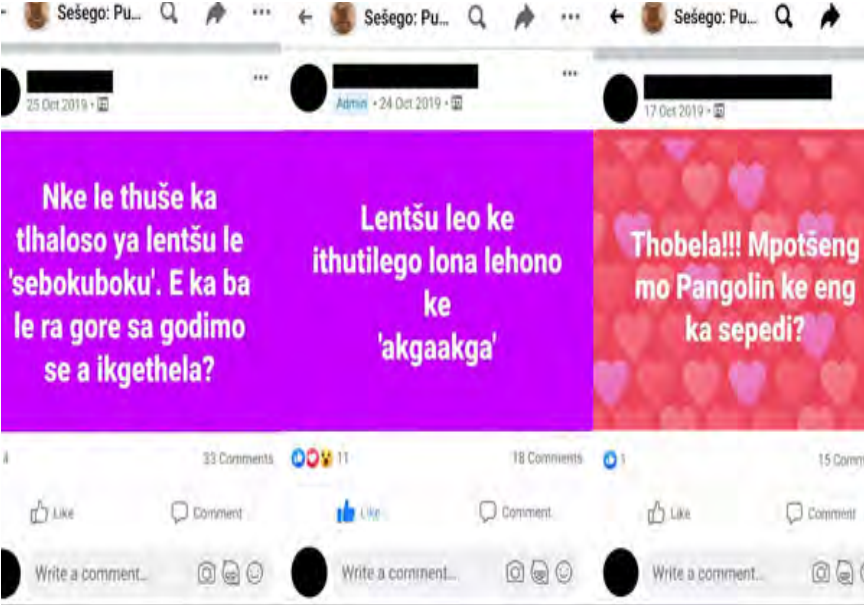 Sešego: Pu...
25 Oct 2019
Nke le thuše ka
tlhaloso ya lentšu le
'sebokuboku'. E ka ba
le ra gore sa godimo
se a ikgethela?
4
33 Comments
Like
Comment
Write a comment...
Sešego: Pu...
Admin · 24 Oct 2019
Lentšu leo ke
ithutilego lona lehono
ke
'akgaakga'
11
18 Comments
Like
Comment
Write a comment...
Sešego: Pu...
17 Oct 2019
Thobela!!! Mpotšeng
mo Pangolin ke eng
ka sepedi?
1
15 Comm
Like
Comment
Write a comment...